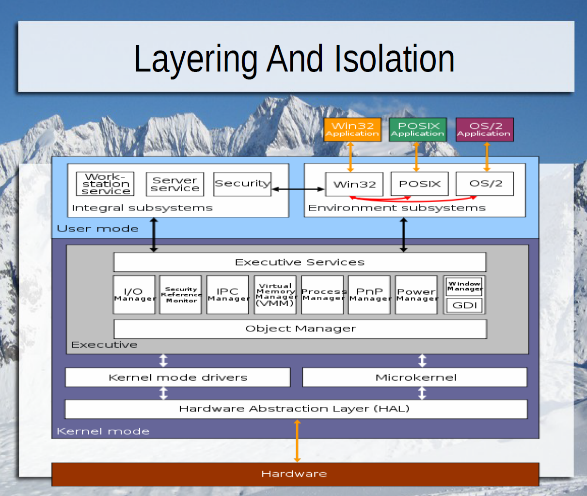 Layering And Isolation
Win32 Application
POSIX Application
OS/2 Application
Work-
station
service
Server
service
Security
Integral subsystems
Win32
POSIX
OS/2
Environment subsystems
User mode
Executive Services
I/O
Manager
Security
Reference
Monitor
IPC
Manager
Virtual
Memory
Manager
(VMM)
Process
Manager
PnP
Manager
Power
Manager
Window
Manager
GDI
Object Manager
Executive
Kernel mode drivers
Microkernel
Hardware Abstraction Layer (HAL)
Kernel mode
Hardware